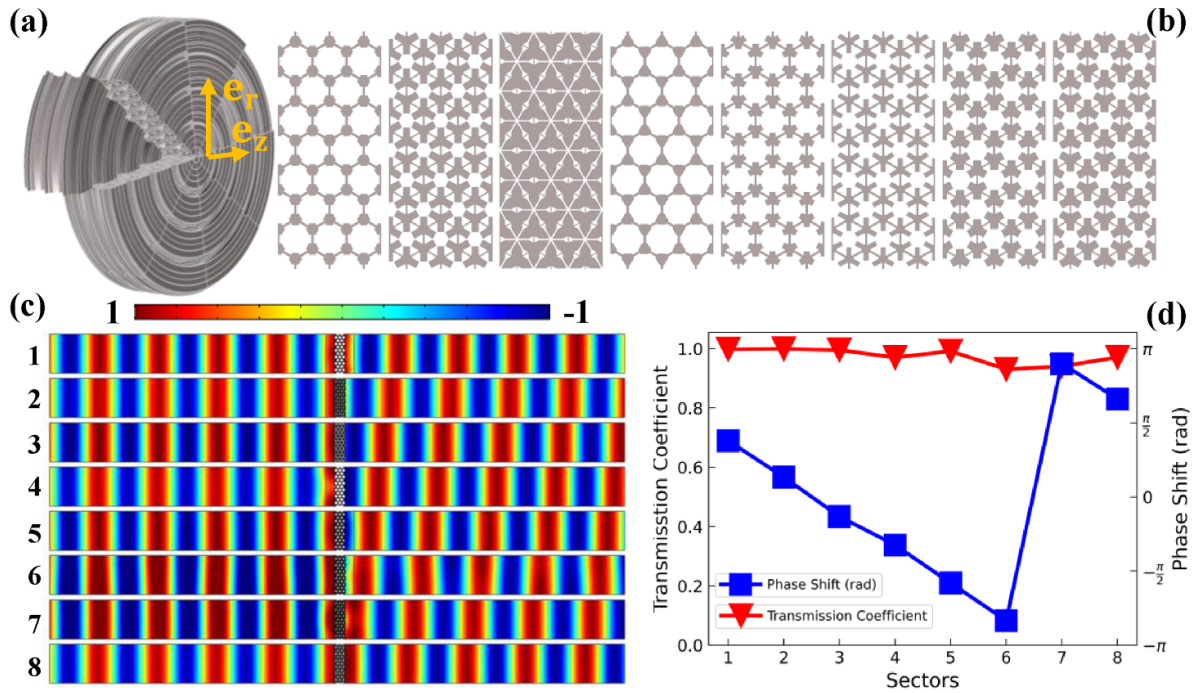 (a)
(b)
e_r
e_z
(c)
1
-1
1
2
3
4
5
6
7
8
(d)
Transmisstion Coefficient
1.0
0.8
0.6
0.4
0.2
0.0
π
π/2
0
−π/2
−π
Phase Shift (rad)
Phase Shift (rad)
Transmission Coefficient
1 2 3 4 5 6 7 8
Sectors